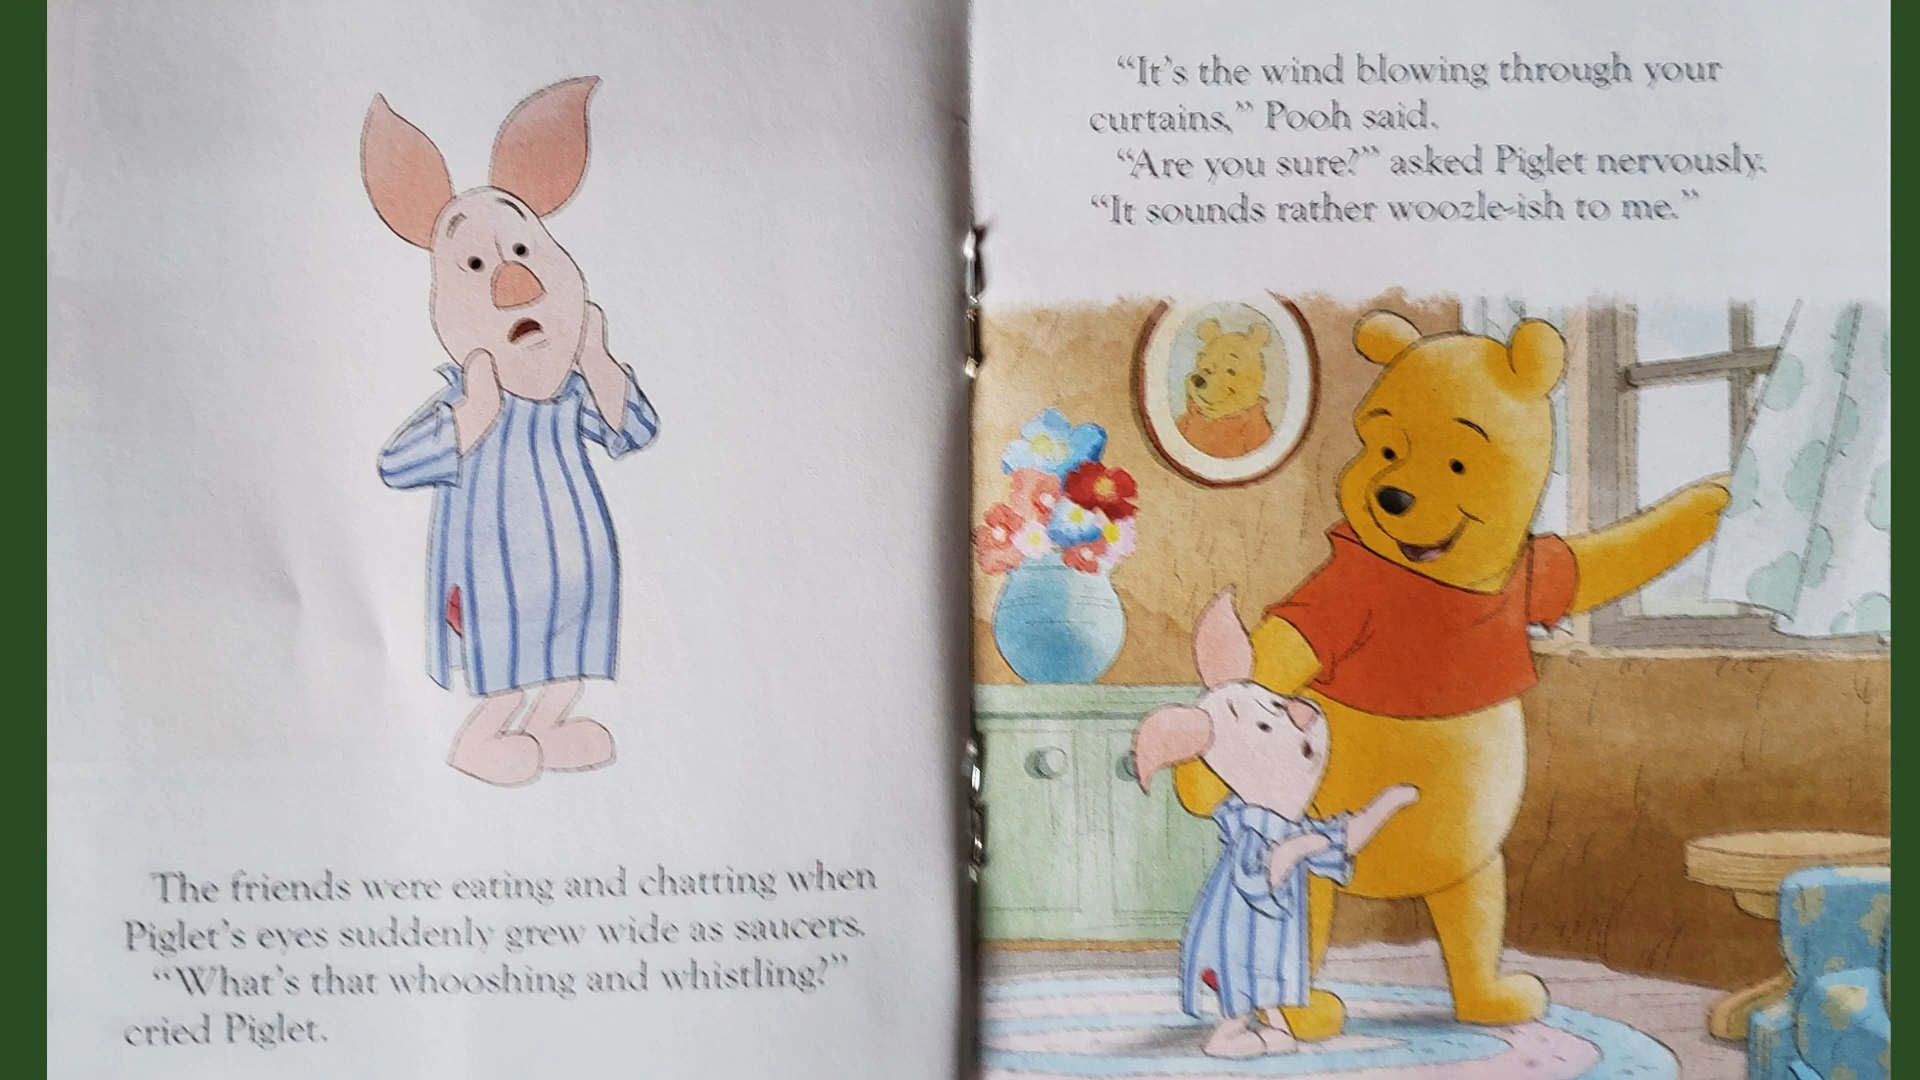 The friends were eating and chatting when
Piglet's eyes suddenly grew wide as saucers.
“What's that whooshing and whistling?”
cried Piglet.
“It's the wind blowing through your
curtains,” Pooh said.
“Are you sure?” asked Piglet nervously.
“It sounds rather woozle-ish to me.”